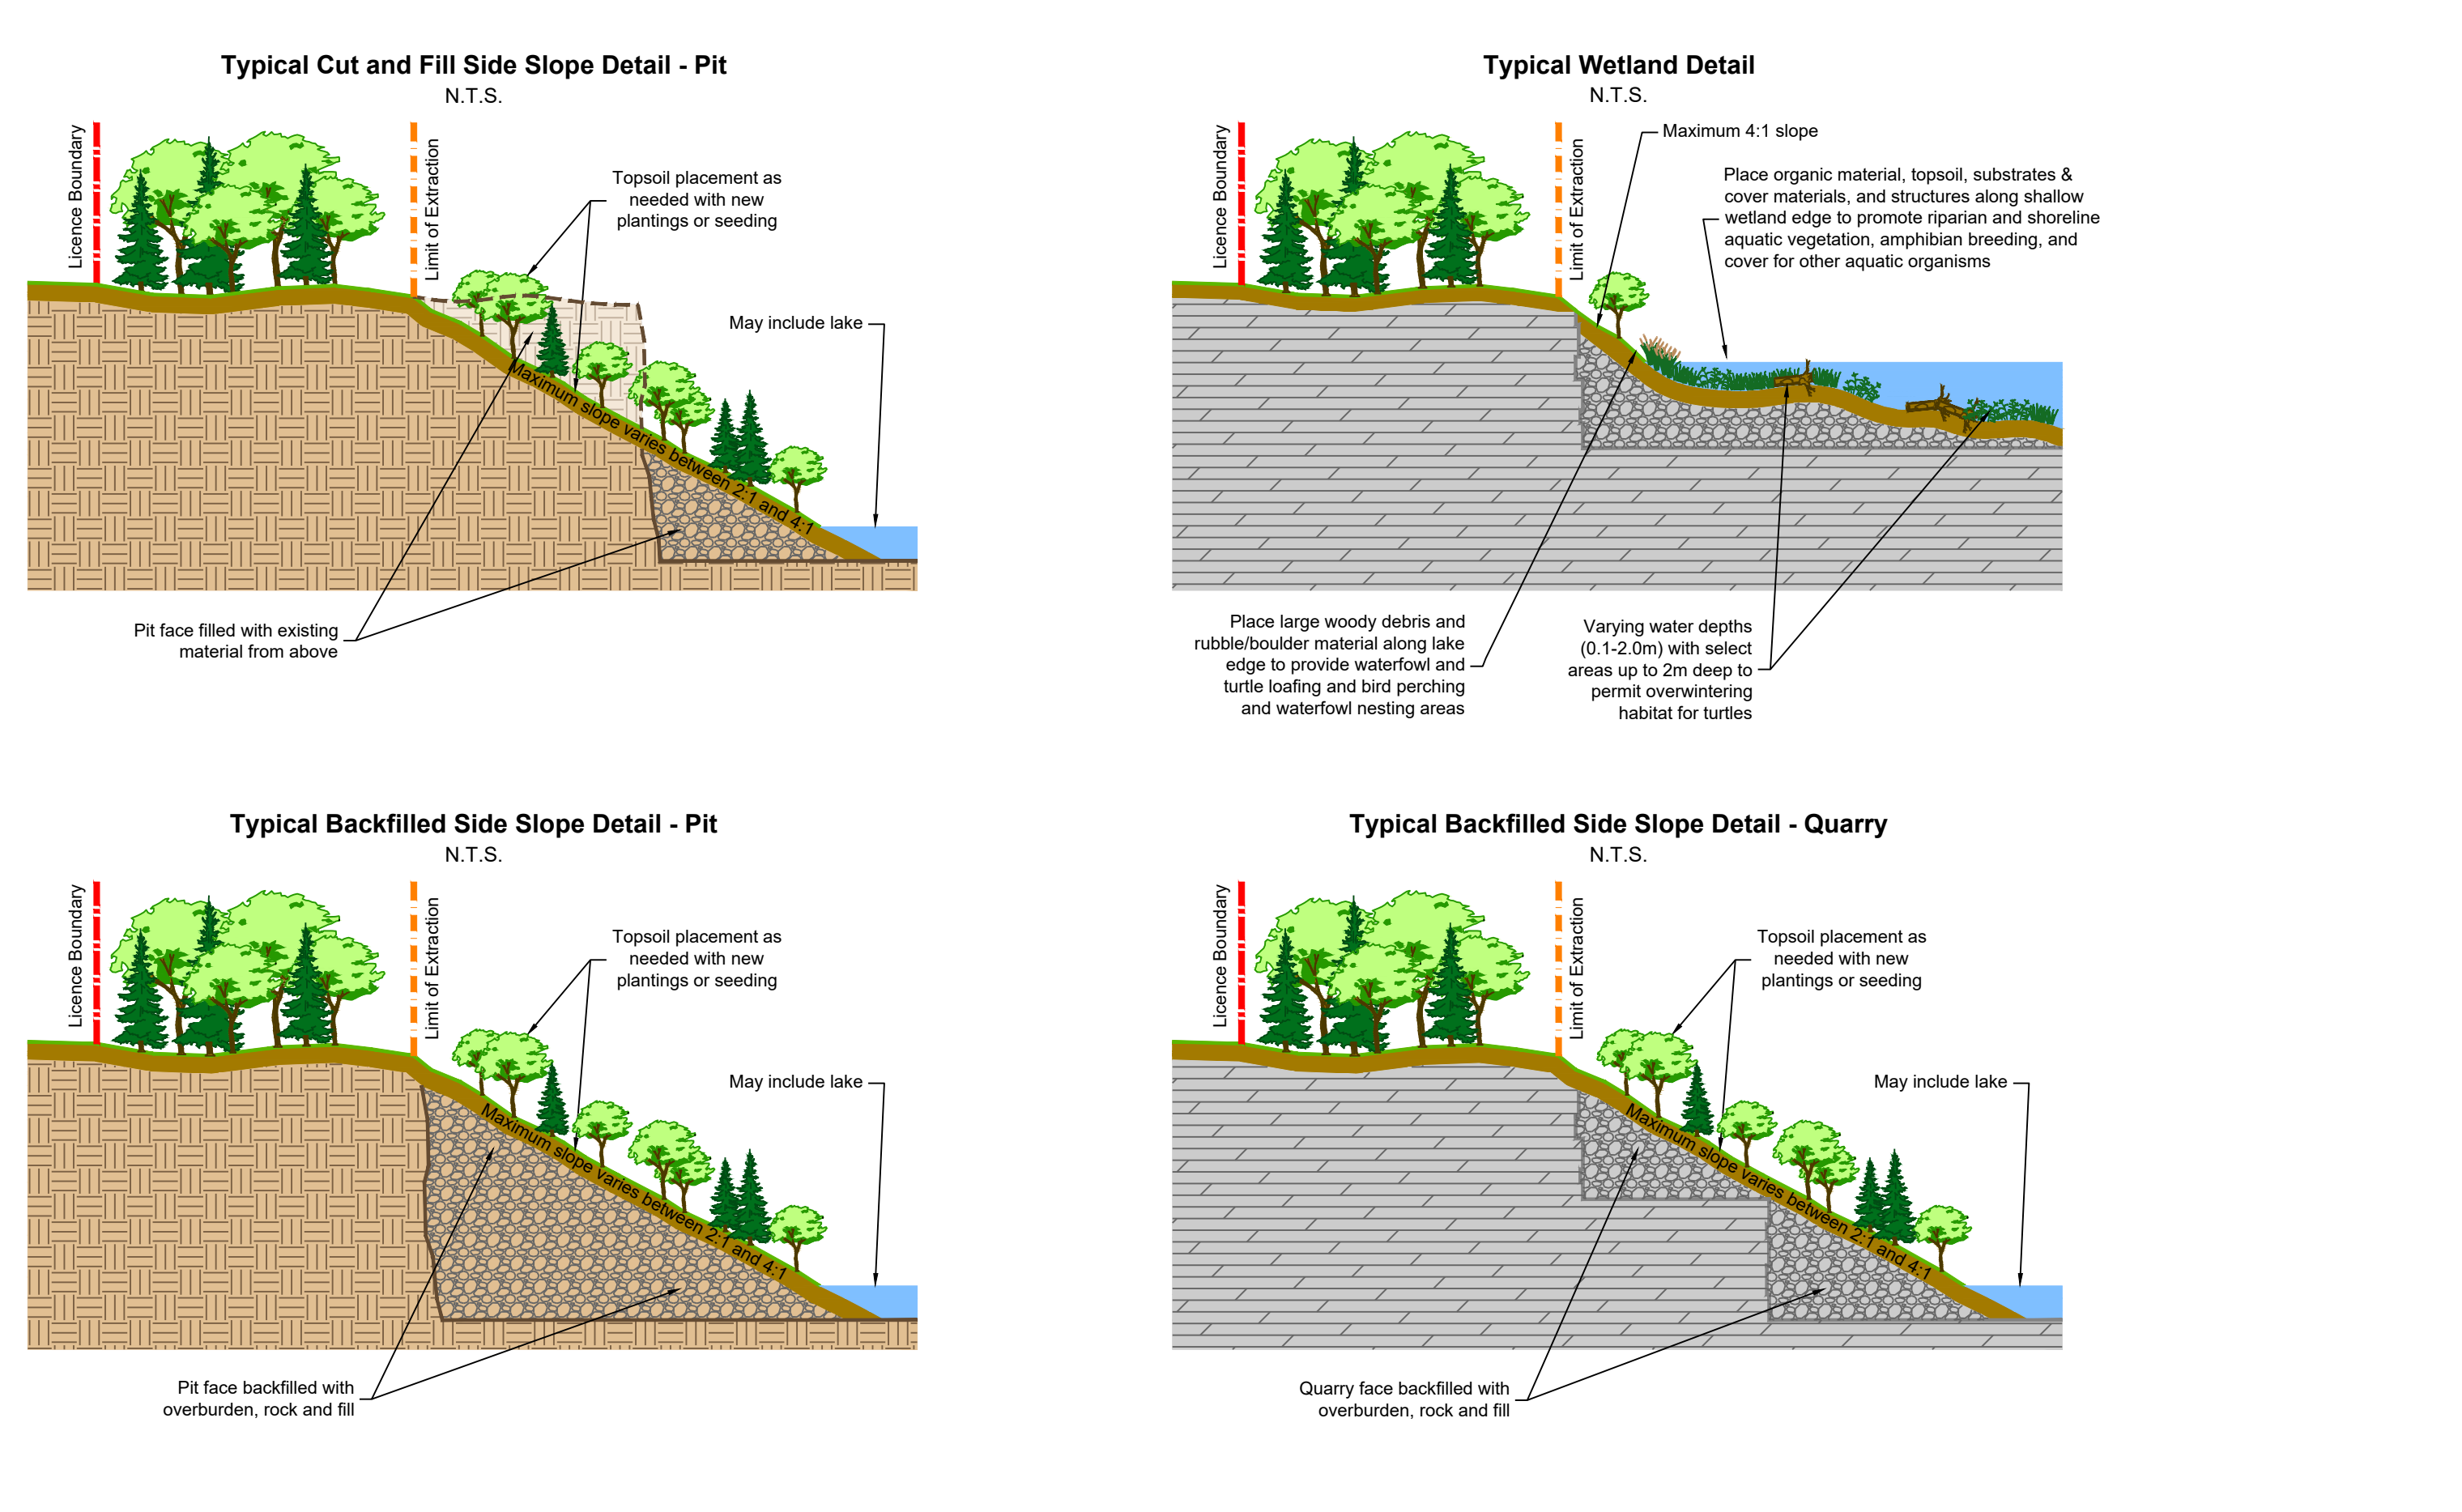 Typical Cut and Fill Side Slope Detail - Pit
N.T.S.
Licence Boundary
Limit of Extraction
Topsoil placement as
needed with new
plantings or seeding
May include lake
Maximum slope varies between 2:1 and 4:1
Pit face filled with existing
material from above
Typical Wetland Detail
N.T.S.
Licence Boundary
Limit of Extraction
Maximum 4:1 slope
Place organic material, topsoil, substrates &
cover materials, and structures along shallow
wetland edge to promote riparian and shoreline
aquatic vegetation, amphibian breeding, and
cover for other aquatic organisms
Place large woody debris and
rubble/boulder material along lake
edge to provide waterfowl and
turtle loafing and bird perching
and waterfowl nesting areas
Varying water depths
(0.1-2.0m) with select
areas up to 2m deep to
permit overwintering
habitat for turtles
Typical Backfilled Side Slope Detail - Pit
N.T.S.
Licence Boundary
Limit of Extraction
Topsoil placement as
needed with new
plantings or seeding
May include lake
Maximum slope varies between 2:1 and 4:1
Pit face backfilled with
overburden, rock and fill
Typical Backfilled Side Slope Detail - Quarry
N.T.S.
Licence Boundary
Limit of Extraction
Topsoil placement as
needed with new
plantings or seeding
May include lake
Maximum slope varies between 2:1 and 4:1
Quarry face backfilled with
overburden, rock and fill